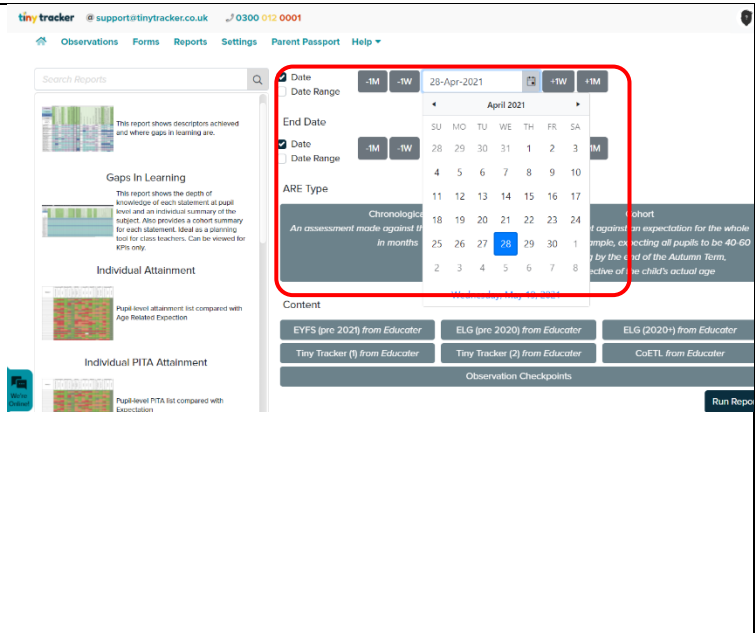 tiny tracker @ support@tinytracker.co.uk 0300 012 0001
Observations Forms Reports Settings Parent Passport Help
Search Reports
This report shows descriptors achieved and where gaps in learning are.
Gaps In Learning
This report shows the depth of
knowledge of each statement at pupil
level and an individual summary of the
subject. Also provides a cohort summary
for each statement. Ideal as a planning
tool for class teachers. Can be viewed for
KPIs only.
Individual Attainment
Pupil-level attainment list compared with
Age Related Expection
Individual PITA Attainment
Pupil-level PITA list compared with
Expectation
We're
Online!
Date
Date Range
-1M -1W 28-Apr-2021 +1W +1M
April 2021
SU MO TU WE TH FR SA
28 29 30 31 1 2 3
4 5 6 7 8 9 10
11 12 13 14 15 16 17
18 19 20 21 22 23 24
25 26 27 28 29 30 1
2 3 4 5 6 7 8
End Date
Date
Date Range
-1M -1W 1M
ARE Type
An assessment made against th
in months
ohort
against an expectation for the whole
expecting all pupils to be 40-60
by the end of the Autumn Term,
ective of the child's actual age
Content
EYFS (pre 2021) from Educater ELG (pre 2020) from Educater ELG (2020+) from Educater
Tiny Tracker (1) from Educater Tiny Tracker (2) from Educater CoETL from Educater
Observation Checkpoints
Run Repo